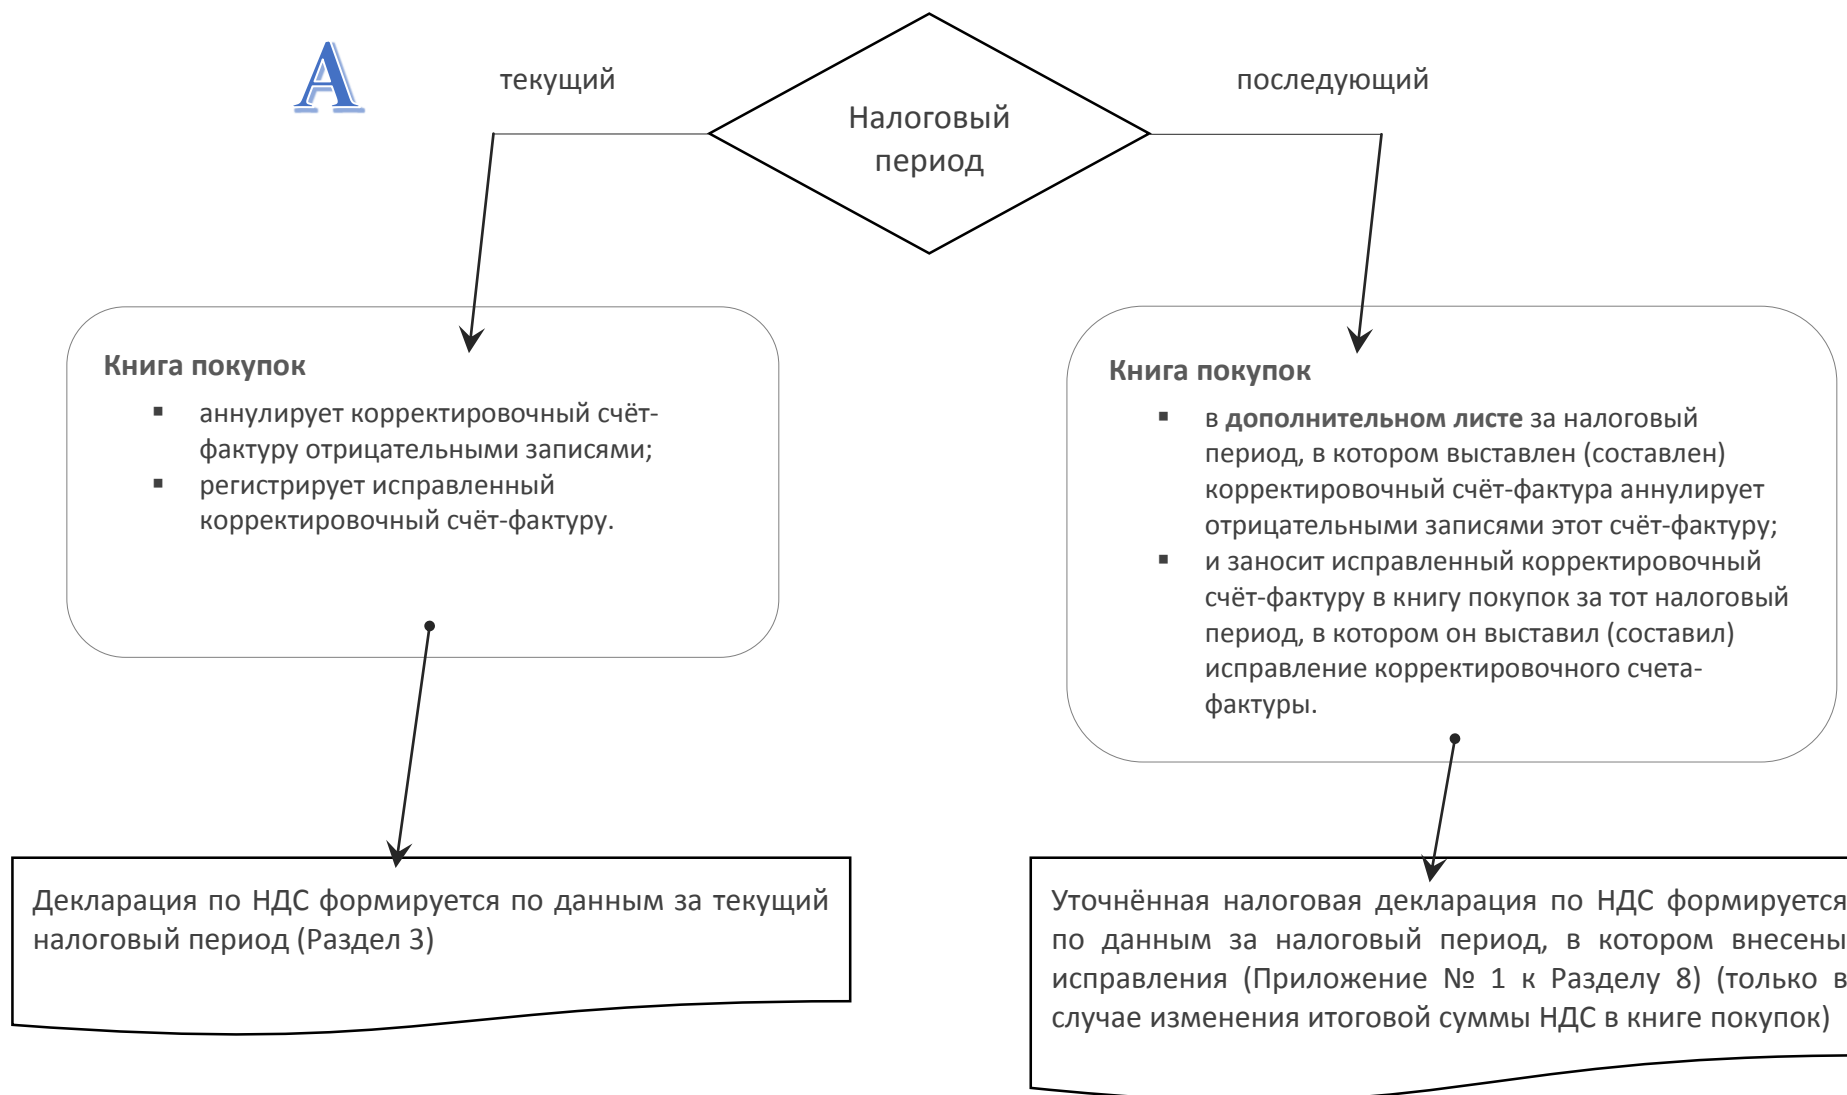 А
текущий
последующий
Налоговый
период
Книга покупок
▪ аннулирует корректировочный счёт-
фактуру отрицательными записями;
▪ регистрирует исправленный
корректировочный счёт-фактуру.
Книга покупок
▪ в дополнительном листе за налоговый
период, в котором выставлен (составлен)
корректировочный счёт-фактура аннулирует
отрицательными записями этот счёт-фактуру;
▪ и заносит исправленный корректировочный
счёт-фактуру в книгу покупок за тот налоговый
период, в котором он выставил (составил)
исправление корректировочного счета-
фактуры.
Декларация по НДС формируется по данным за текущий
налоговый период (Раздел 3)
Уточнённая налоговая декларация по НДС формируется
по данным за налоговый период, в котором внесены
исправления (Приложение № 1 к Разделу 8) (только в
случае изменения итоговой суммы НДС в книге покупок)